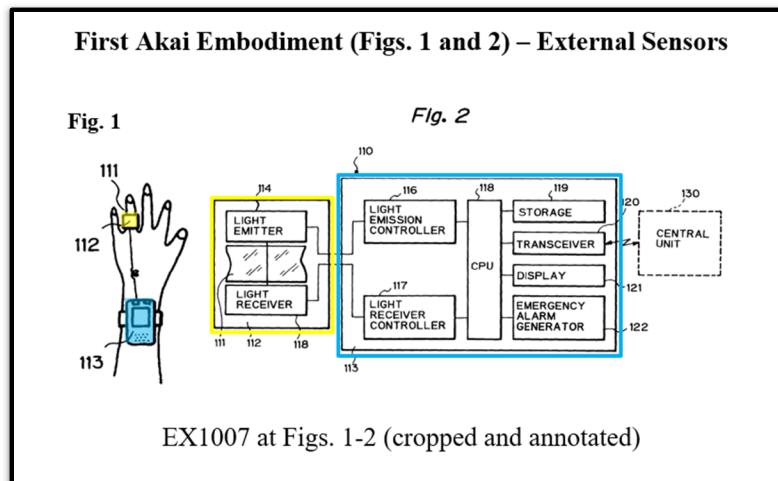 First Akai Embodiment (Figs. 1 and 2) – External Sensors
Fig. 1
Fig. 2
111
112
113
114
LIGHT
EMITTER
LIGHT
RECEIVER
111
112
118
110
116
LIGHT
EMISSION
CONTROLLER
117
LIGHT
RECEIVER
CONTROLLER
113
118
CPU
119
STORAGE
120
TRANSCEIVER
DISPLAY
121
EMERGENCY
ALARM
GENERATOR
122
130
CENTRAL
UNIT
EX1007 at Figs. 1-2 (cropped and annotated)